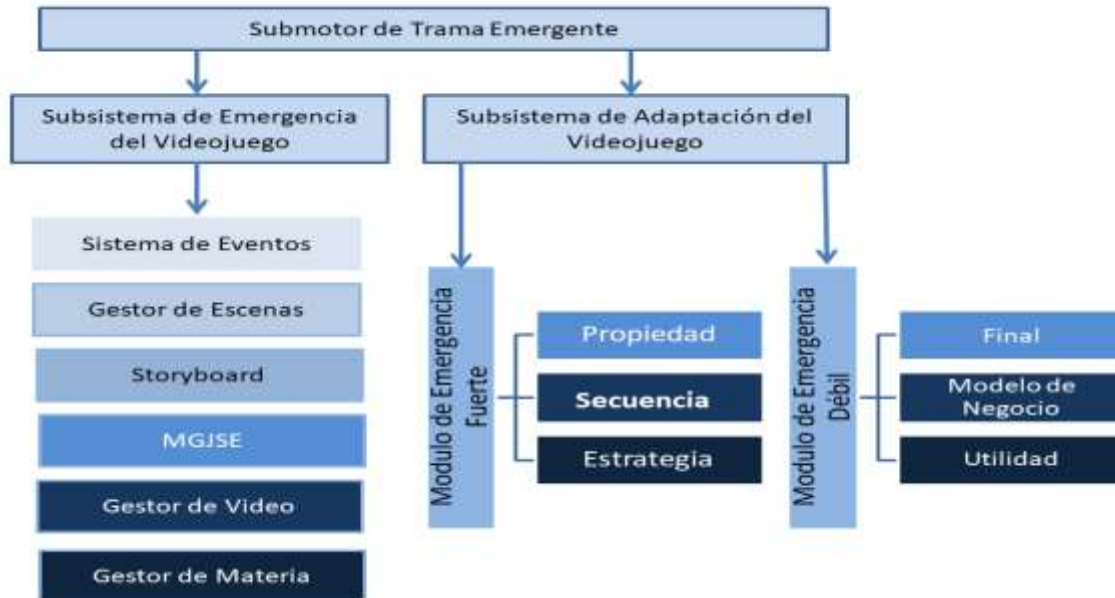 Submotor de Trama Emergente
Subsistema de Emergencia
del Videojuego
Subsistema de Adaptación del
Videojuego
Sistema de Eventos
Gestor de Escenas
Storyboard
MGJSE
Gestor de Video
Gestor de Materia
Modulo de Emergencia
Fuerte
Propiedad
Secuencia
Estrategia
Modulo de Emergencia
Débil
Final
Modelo de
Negocio
Utilidad